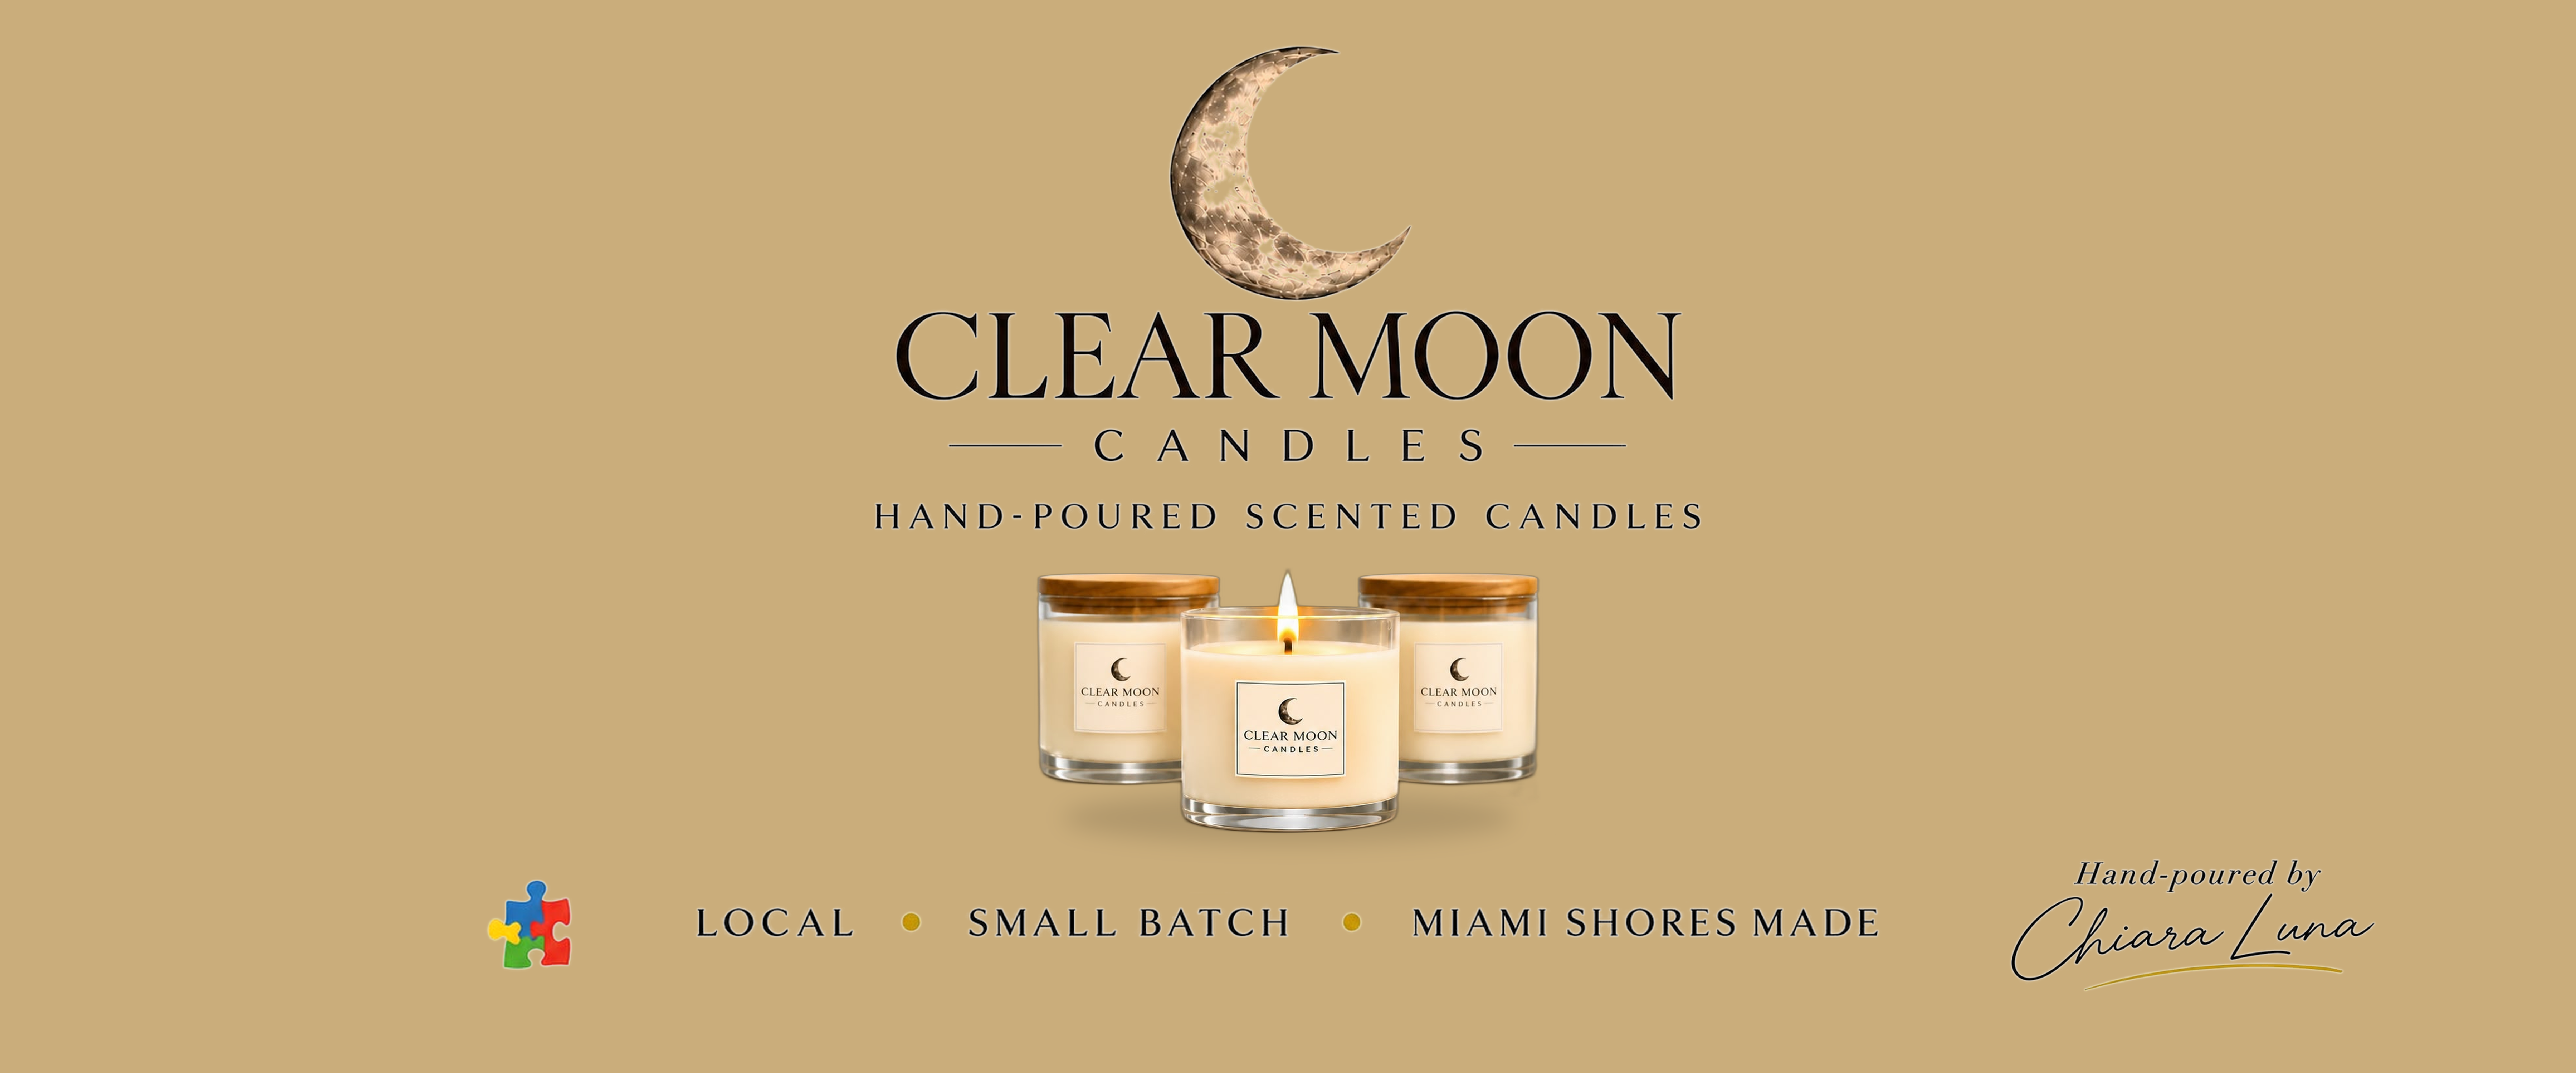 CLEAR MOON
CANDLES
HAND-POURED SCENTED CANDLES
CLEAR MOON
CANDLES
CLEAR MOON
CANDLES
CLEAR MOON
CANDLES
LOCAL • SMALL BATCH • MIAMI SHORES MADE
Hand-poured by
Chiara Luna